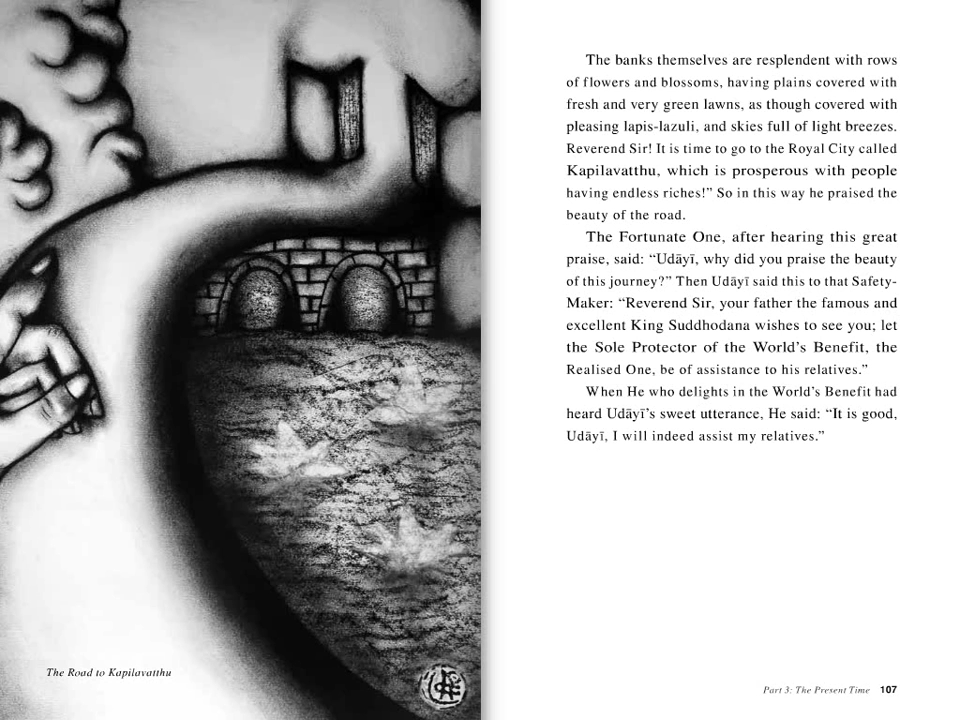 The Road to Kapilavatthu
The banks themselves are resplendent with rows
of flowers and blossoms, having plains covered with
fresh and very green lawns, as though covered with
pleasing lapis-lazuli, and skies full of light breezes.
Reverend Sir! It is time to go to the Royal City called
Kapilavatthu, which is prosperous with people
having endless riches!” So in this way he praised the
beauty of the road.
The Fortunate One, after hearing this great
praise, said: “Udāyī, why did you praise the beauty
of this journey?” Then Udāyī said this to that Safety-
Maker: “Reverend Sir, your father the famous and
excellent King Suddhodana wishes to see you; let
the Sole Protector of the World’s Benefit, the
Realised One, be of assistance to his relatives.”
When He who delights in the World’s Benefit had
heard Udāyī’s sweet utterance, He said: “It is good,
Udāyī, I will indeed assist my relatives.”
Part 3: The Present Time 107